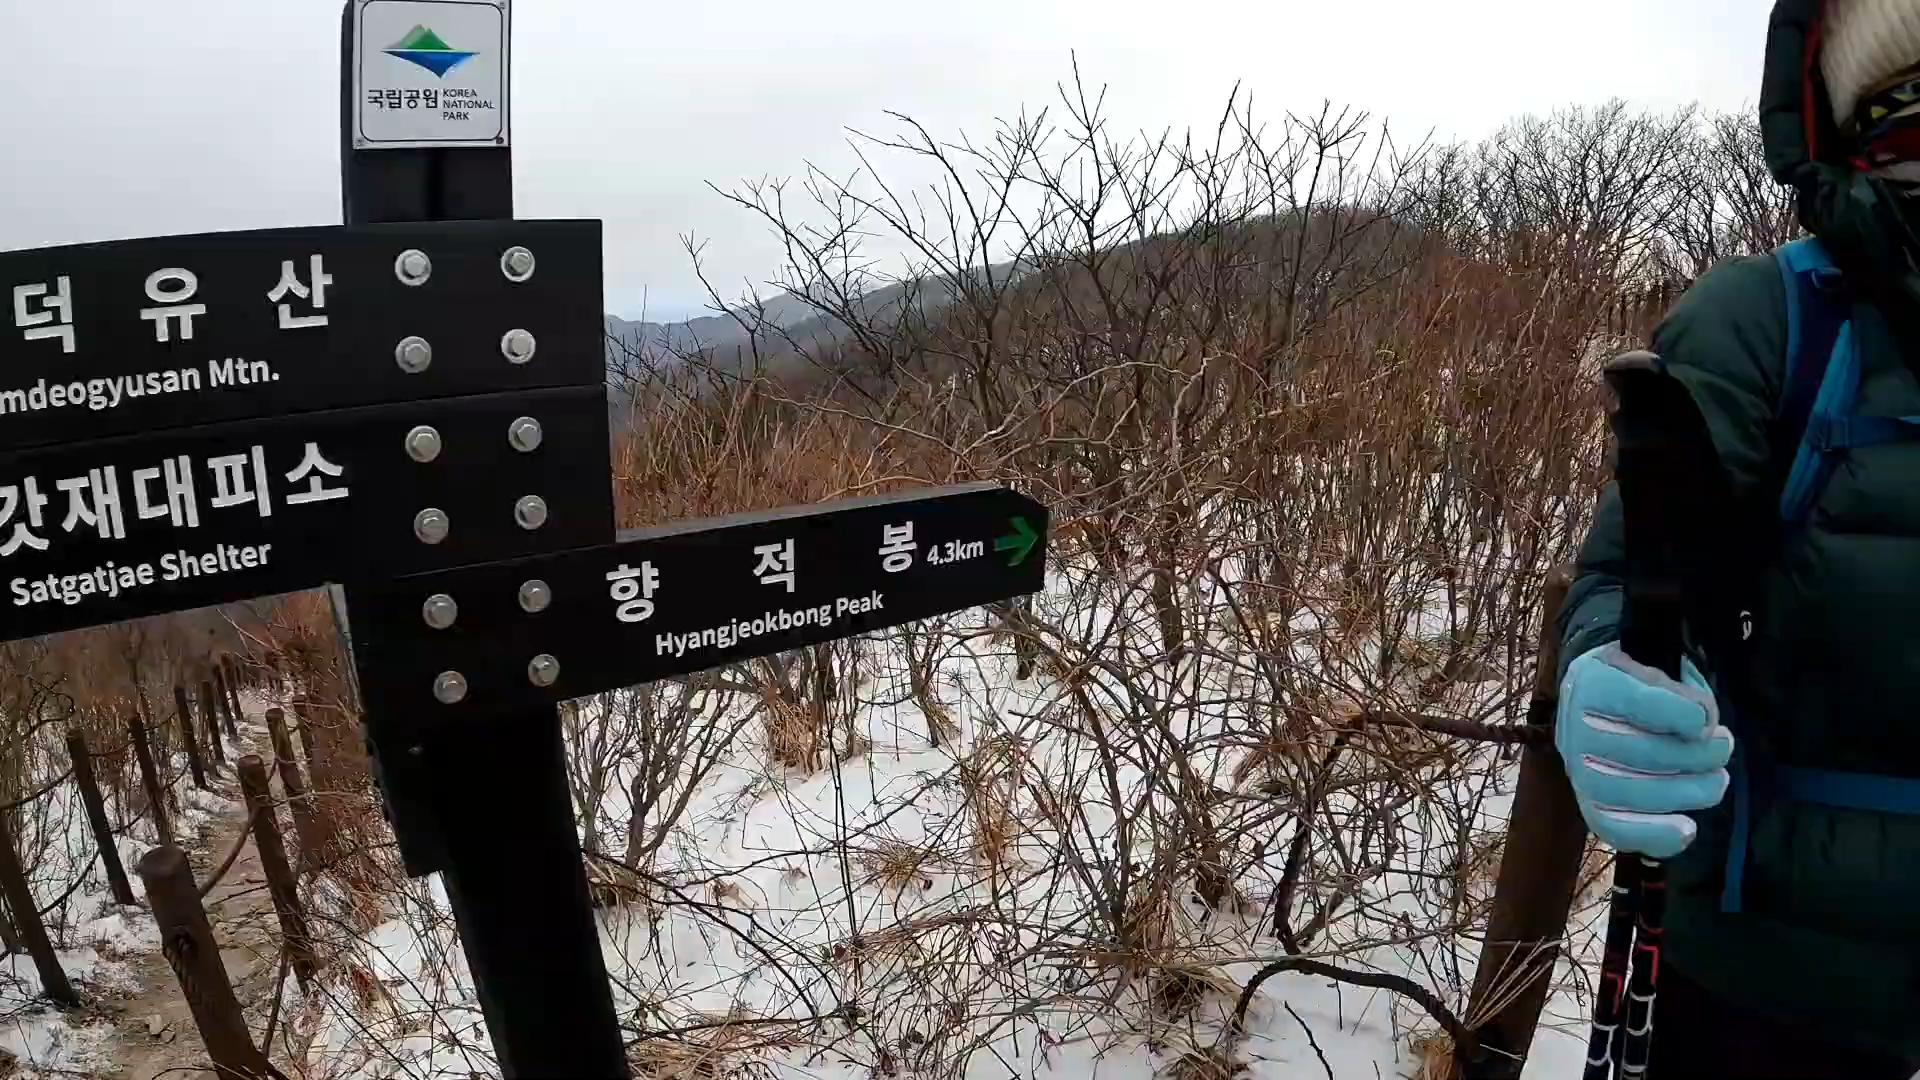 국립공원 KOREA
NATIONAL
PARK
덕 유 산
mdeogyusan Mtn.
갓재대피소
Satgatjae Shelter
향 적 봉 4.3km
Hyangjeokbong Peak